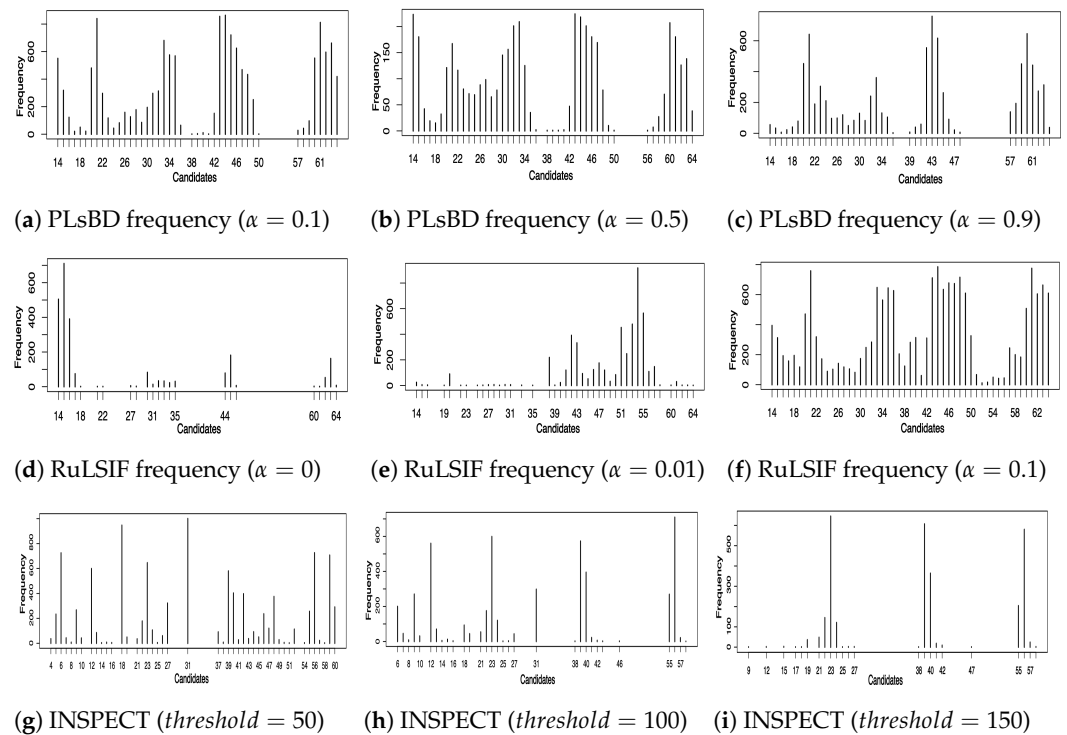 Frequency
0 200 600
14 18 22 26 30 34 38 42 46 50 57 61
Candidates
(a) PLsBD frequency (α = 0.1)
Frequency
0 50 150
14 18 22 26 30 34 38 42 46 50 56 60 64
Candidates
(b) PLsBD frequency (α = 0.5)
Frequency
0 200 600
14 18 22 26 30 34 39 43 47 57 61
Candidates
(c) PLsBD frequency (α = 0.9)
Frequency
0 200 400 600
14 18 22 27 31 35 44 60 64
Candidates
(d) RuLSIF frequency (α = 0)
Frequency
0 200 600
14 19 23 27 31 35 39 43 47 51 55 60 64
Candidates
(e) RuLSIF frequency (α = 0.01)
Frequency
0 200 600
14 18 22 26 30 34 38 42 46 50 54 58 62
Candidates
(f) RuLSIF frequency (α = 0.1)
Frequency
0 200 400 600 800
4 6 8 10 12 14 16 18 21 23 25 27 31 37 39 41 43 45 47 49 51 54 56 58 60
Candidates
(g) INSPECT (threshold = 50)
Frequency
0 200 400 600
6 8 10 12 14 16 18 21 23 25 27 31 38 40 42 46 55 57
Candidates
(h) INSPECT (threshold = 100)
Frequency
0 100 300 500
9 12 15 17 19 21 23 25 27 38 40 42 47 55 57
Candidates
(i) INSPECT (threshold = 150)